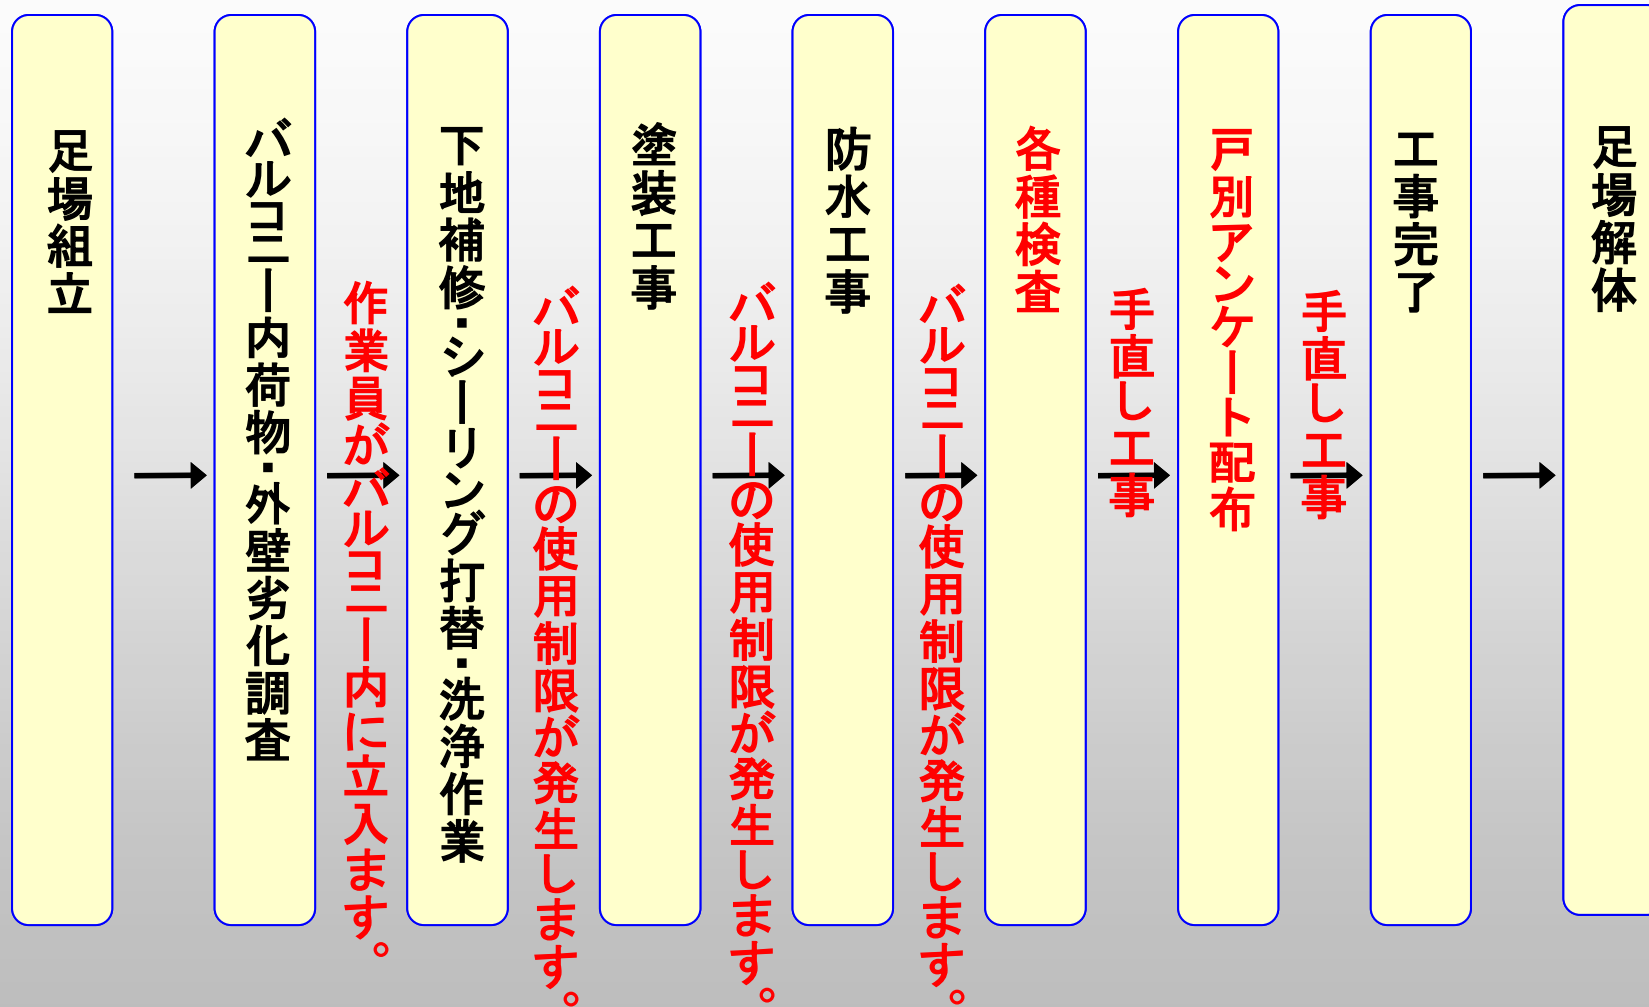 足場組立
バルコニー内荷物・外壁劣化調査
作業員がバルコニー内に立入ます。
下地補修・シーリング打替・洗浄作業
バルコニーの使用制限が発生します。
塗装工事
バルコニーの使用制限が発生します。
防水工事
バルコニーの使用制限が発生します。
各種検査
手直し工事
戸別アンケート配布
手直し工事
工事完了
足場解体